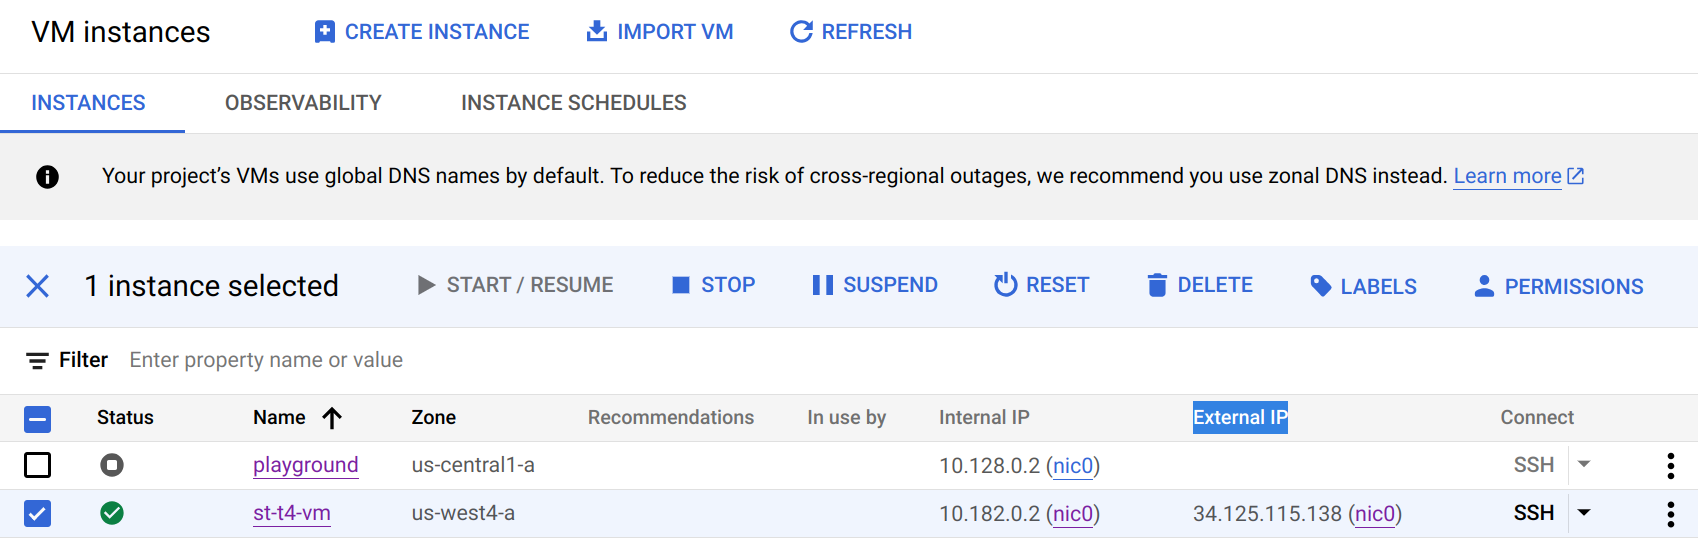 VM instances CREATE INSTANCE IMPORT VM REFRESH
INSTANCES OBSERVABILITY INSTANCE SCHEDULES
Your project’s VMs use global DNS names by default. To reduce the risk of cross-regional outages, we recommend you use zonal DNS instead. Learn more
1 instance selected START / RESUME STOP SUSPEND RESET DELETE LABELS PERMISSIONS
Filter Enter property name or value
Status Name Zone Recommendations In use by Internal IP External IP Connect
playground us-central1-a 10.128.0.2 (nic0) SSH
st-t4-vm us-west4-a 10.182.0.2 (nic0) 34.125.115.138 (nic0) SSH